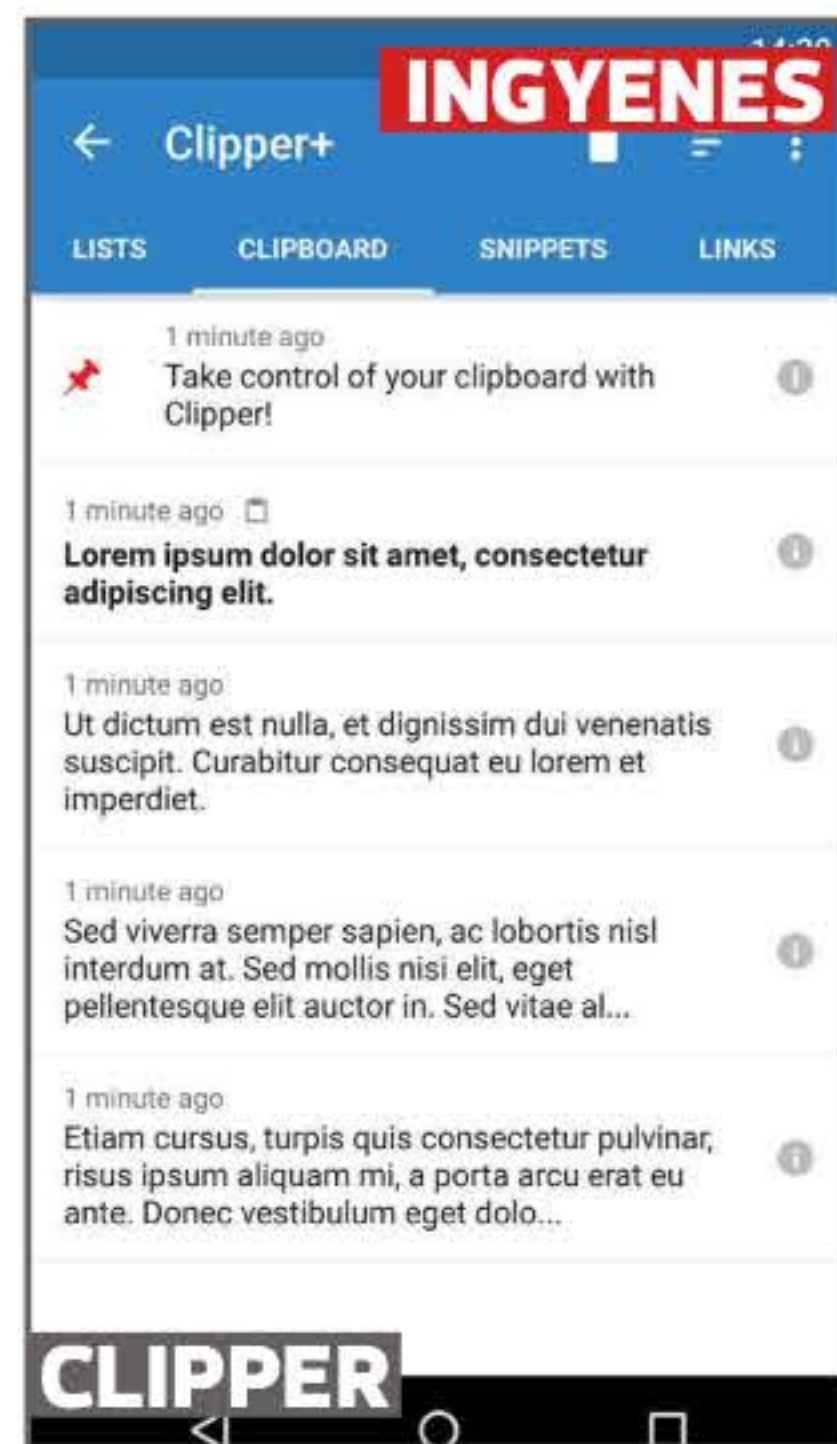 INGYENES
Clipper+
LISTS CLIPBOARD SNIPPETS LINKS
1 minute ago
Take control of your clipboard with
Clipper!
1 minute ago
Lorem ipsum dolor sit amet, consectetur
adipiscing elit.
1 minute ago
Ut dictum est nulla, et dignissim dui venenatis
suscipit. Curabitur consequat eu lorem et
imperdiet.
1 minute ago
Sed viverra semper sapien, ac lobortis nisl
interdum at. Sed mollis nisi elit, eget
pellentesque elit auctor in. Sed vitae al...
1 minute ago
Etiam cursus, turpis quis consectetur pulvinar,
risus ipsum aliquam mi, a porta arcu erat eu
ante. Donec vestibulum eget dolo...
CLIPPER